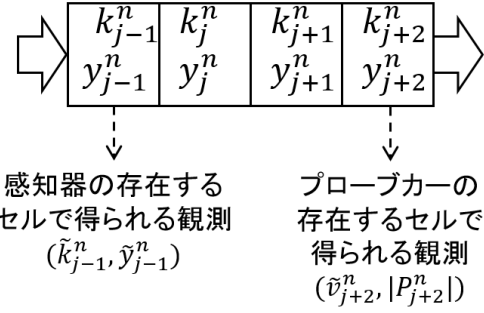 k^n_{j-1} k^n_j k^n_{j+1} k^n_{j+2}
y^n_{j-1} y^n_j y^n_{j+1} y^n_{j+2}
感知器の存在する
セルで得られる観測
(k̃^n_{j-1}, ỹ^n_{j-1})
プローブカーの
存在するセルで
得られる観測
(ṽ^n_{j+2}, |P^n_{j+2}|)